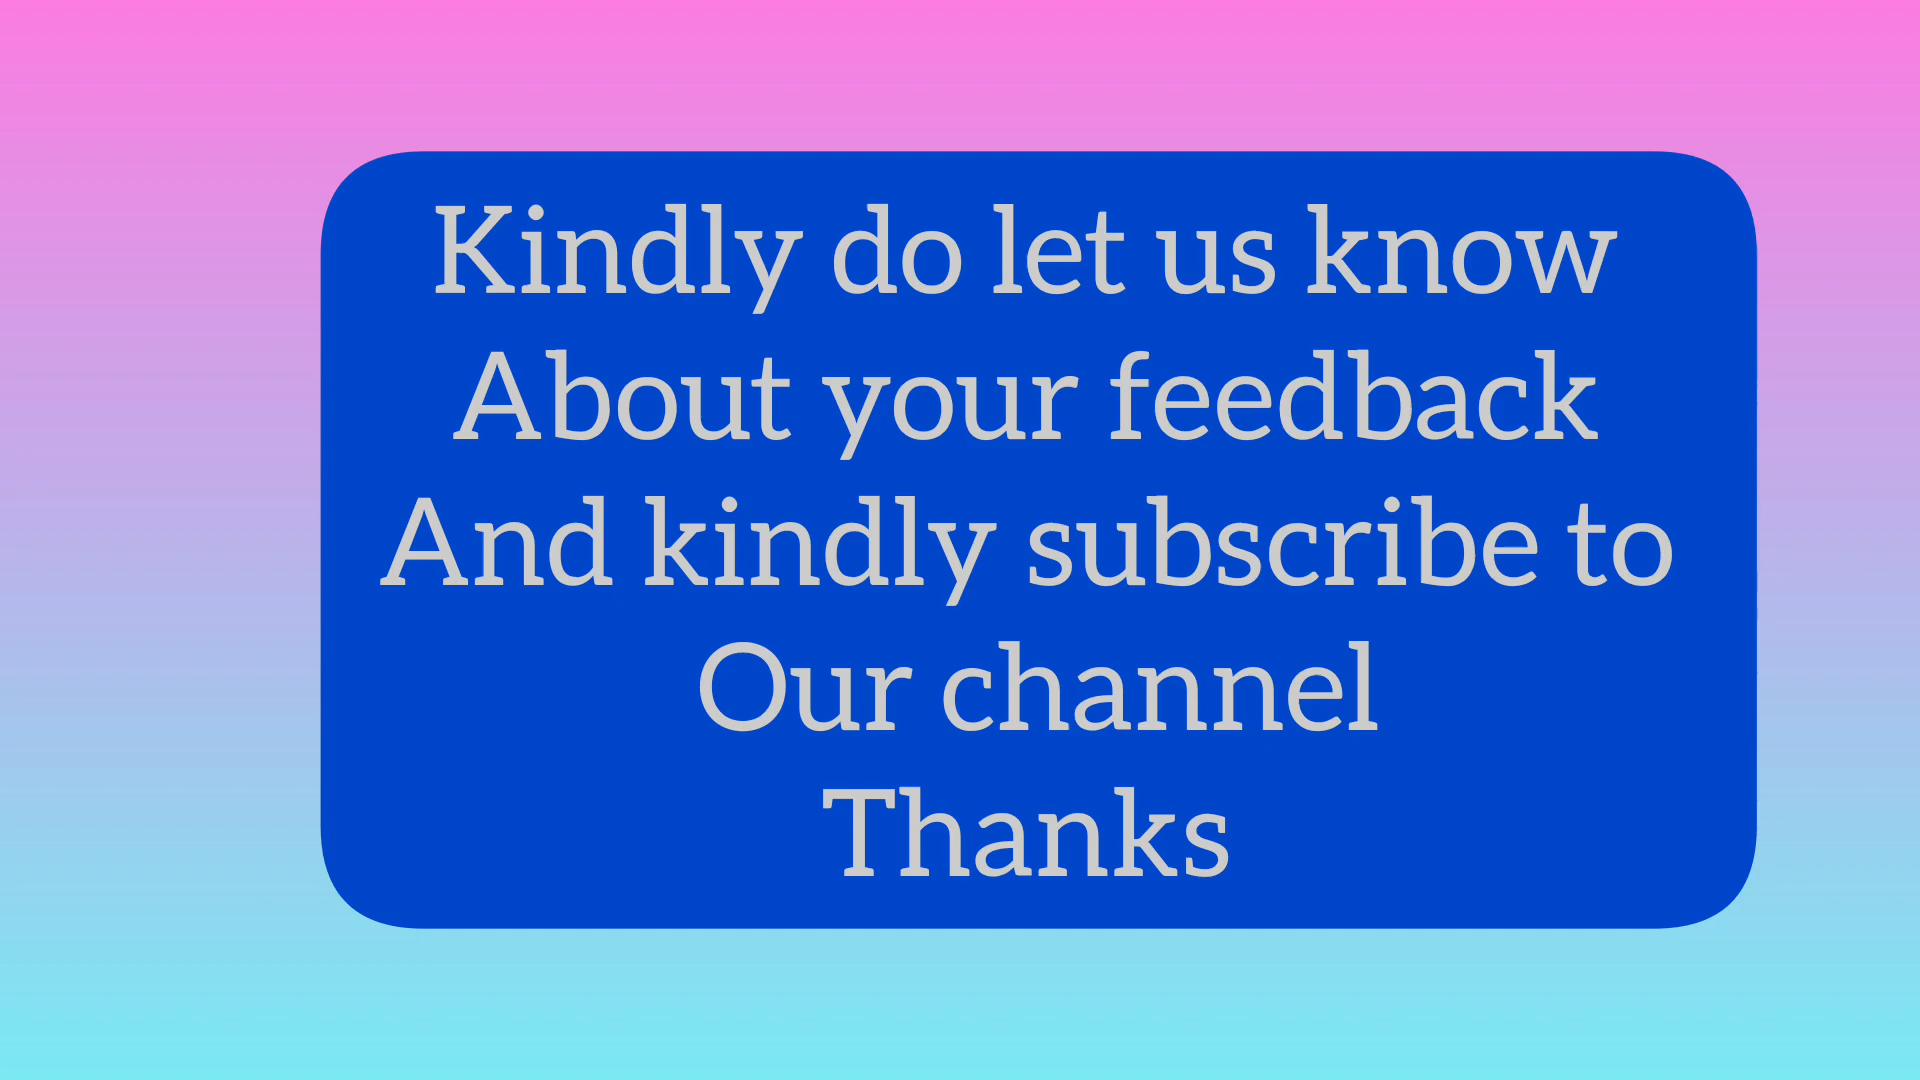 Kindly do let us know
About your feedback
And kindly subscribe to
Our channel
Thanks